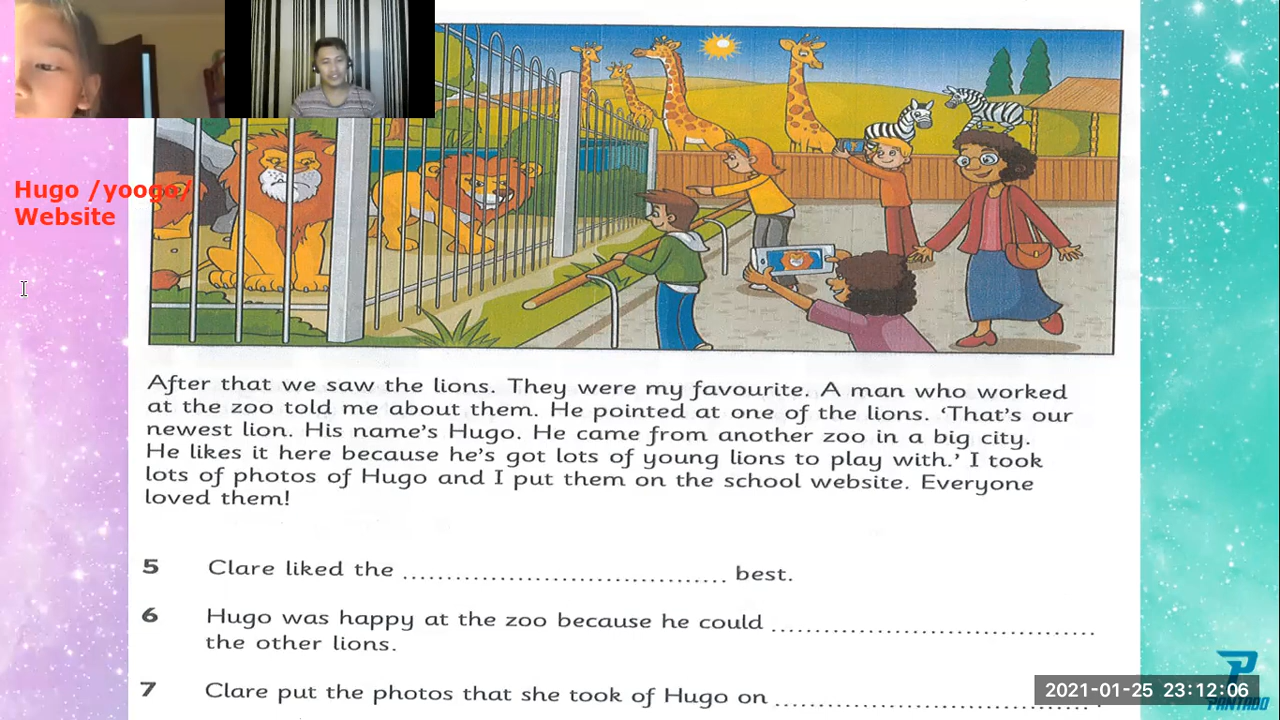 Hugo /yoogo/
Website
After that we saw the lions. They were my favourite. A man who worked
at the zoo told me about them. He pointed at one of the lions. ‘That’s our
newest lion. His name’s Hugo. He came from another zoo in a big city.
He likes it here because he’s got lots of young lions to play with.’ I took
lots of photos of Hugo and I put them on the school website. Everyone
loved them!
5 Clare liked the ........................................ best.
6 Hugo was happy at the zoo because he could ........................................
the other lions.
7 Clare put the photos that she took of Hugo on ........................................ .
2021-01-25 23:12:06
PANTADO